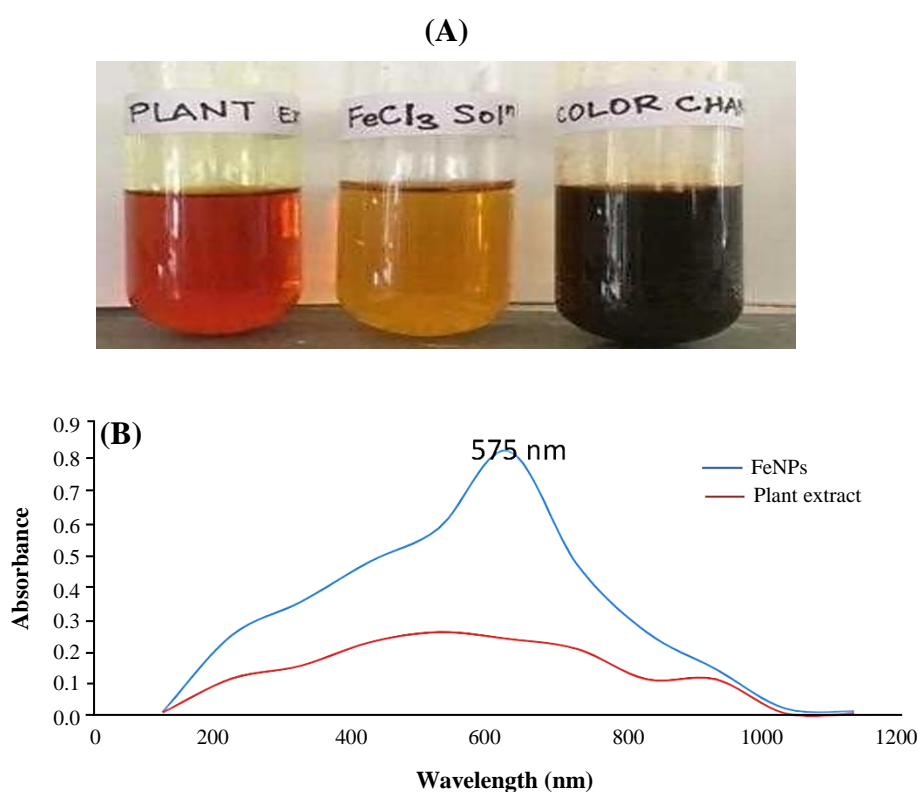 (A)
PLANT Ex
FeCl₃ Solⁿ
COLOR CHAN
(B)
575 nm
FeNPs
Plant extract
Absorbance
0.9
0.8
0.7
0.6
0.5
0.4
0.3
0.2
0.1
0.0
0 200 400 600 800 1000 1200
Wavelength (nm)